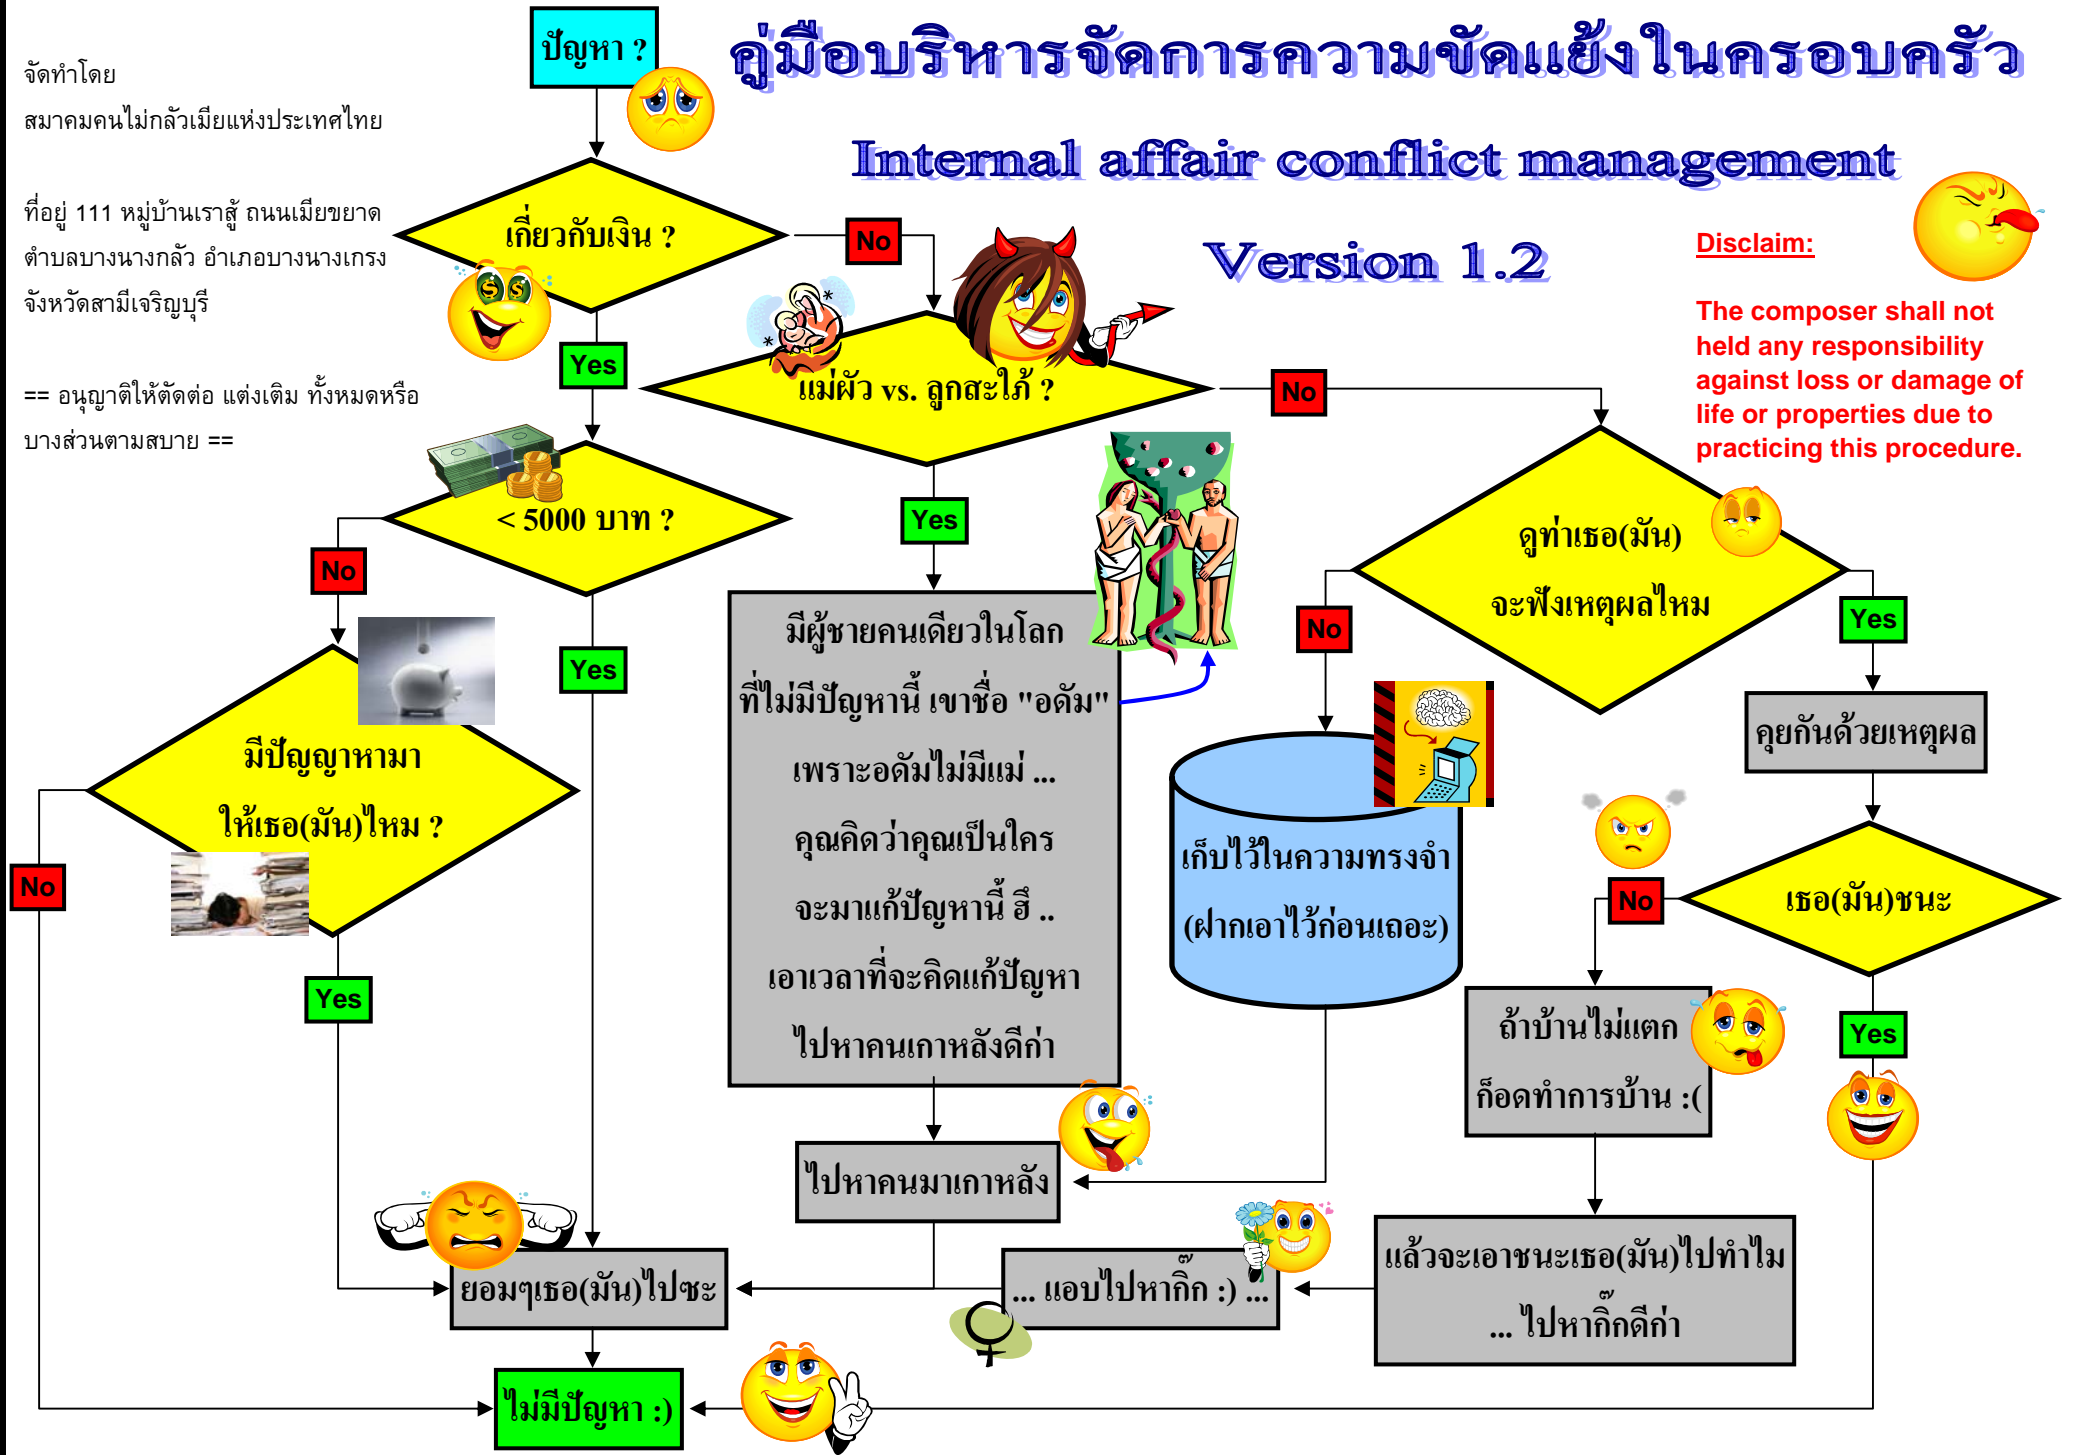 ปัญหา ?
คู่มือบริหารจัดการความขัดแย้งในครอบครัว
Internal affair conflict management
Version 1.2
จัดทำโดย
สมาคมคนไม่กลัวเมียแห่งประเทศไทย
ที่อยู่ 111 หมู่บ้านเราสู้ ถนนเมียขยาด
ตำบลบางนางกลัว อำเภอบางนางเกรง
จังหวัดสามีเจริญบุรี
== อนุญาติให้ตัดต่อ แต่งเติม ทั้งหมดหรือ
บางส่วนตามสบาย ==
Disclaim:
The composer shall not
held any responsibility
against loss or damage of
life or properties due to
practicing this procedure.
เกี่ยวกับเงิน ?
No
Yes
แม่ผัว vs. ลูกสะใภ้ ?
No
Yes
< 5000 บาท ?
No
Yes
ดูท่าเธอ(มัน)
จะฟังเหตุผลไหม
No
Yes
มีปัญญาหามา
ให้เธอ(มัน)ไหม ?
No
Yes
มีผู้ชายคนเดียวในโลก
ที่ไม่มีปัญหานี้ เขาชื่อ "อดัม"
เพราะอดัมไม่มีแม่ ...
คุณคิดว่าคุณเป็นใคร
จะมาแก้ปัญหานี้ ฮึ ..
เอาเวลาที่จะคิดแก้ปัญหา
ไปหาคนเกาหลังดีก่า
เก็บไว้ในความทรงจำ
(ฝากเอาไว้ก่อนเถอะ)
คุยกันด้วยเหตุผล
เธอ(มัน)ชนะ
No
Yes
ถ้าบ้านไม่แตก
ก็อดทำการบ้าน :(
ไปหาคนมาเกาหลัง
แล้วจะเอาชนะเธอ(มัน)ไปทำไม
... ไปหากิ๊กดีก่า
... แอบไปหากิ๊ก :) ...
ยอมๆเธอ(มัน)ไปซะ
ไม่มีปัญหา :)